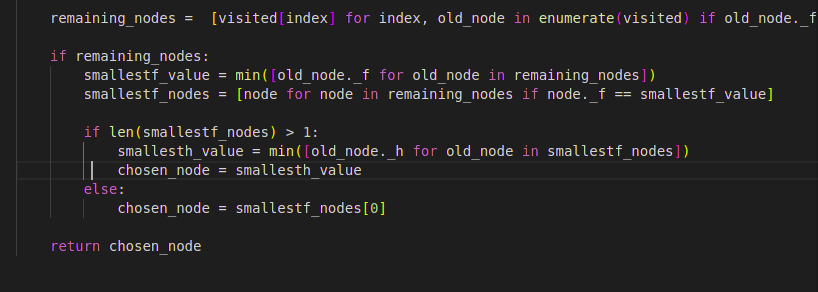 remaining_nodes =  [visited[index] for index, old_node in enumerate(visited) if old_node._f
if remaining_nodes:
smallestf_value = min([old_node._f for old_node in remaining_nodes])
smallestf_nodes = [node for node in remaining_nodes if node._f == smallestf_value]
if len(smallestf_nodes) > 1:
smallesth_value = min([old_node._h for old_node in smallestf_nodes])
chosen_node = smallesth_value
else:
chosen_node = smallestf_nodes[0]
return chosen_node